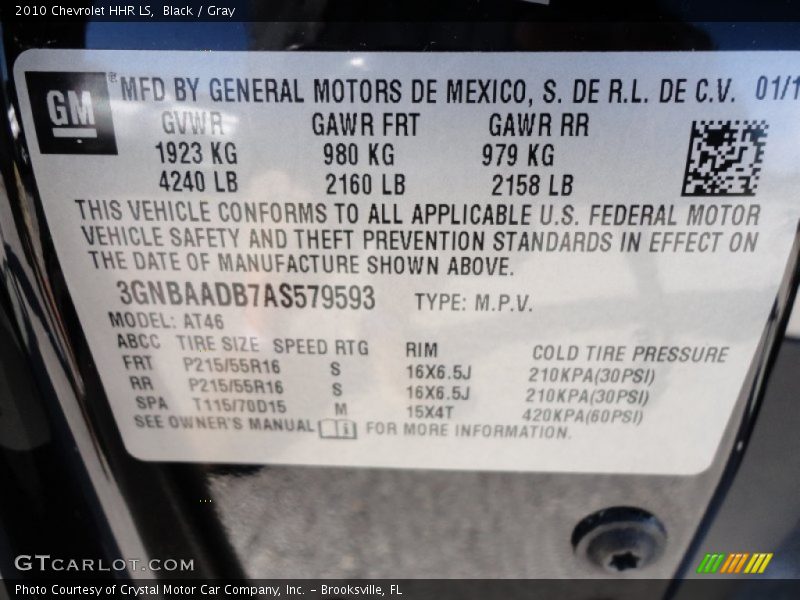 2010 Chevrolet HHR LS, Black / Gray
GM ® MFD BY GENERAL MOTORS DE MEXICO, S. DE R.L. DE C.V. 01/1
GVWR GAWR FRT GAWR RR
1923 KG 980 KG 979 KG
4240 LB 2160 LB 2158 LB
THIS VEHICLE CONFORMS TO ALL APPLICABLE U.S. FEDERAL MOTOR
VEHICLE SAFETY AND THEFT PREVENTION STANDARDS IN EFFECT ON
THE DATE OF MANUFACTURE SHOWN ABOVE.
3GNBAADB7AS579593 TYPE: M.P.V.
MODEL: AT46
ABCC TIRE SIZE SPEED RTG RIM COLD TIRE PRESSURE
FRT P215/55R16 S 16X6.5J 210KPA(30PSI)
RR P215/55R16 S 16X6.5J 210KPA(30PSI)
SPA T115/70D15 M 15X4T 420KPA(60PSI)
SEE OWNER'S MANUAL i FOR MORE INFORMATION.
GTCARLOT.COM
Photo Courtesy of Crystal Motor Car Company, Inc. – Brooksville, FL